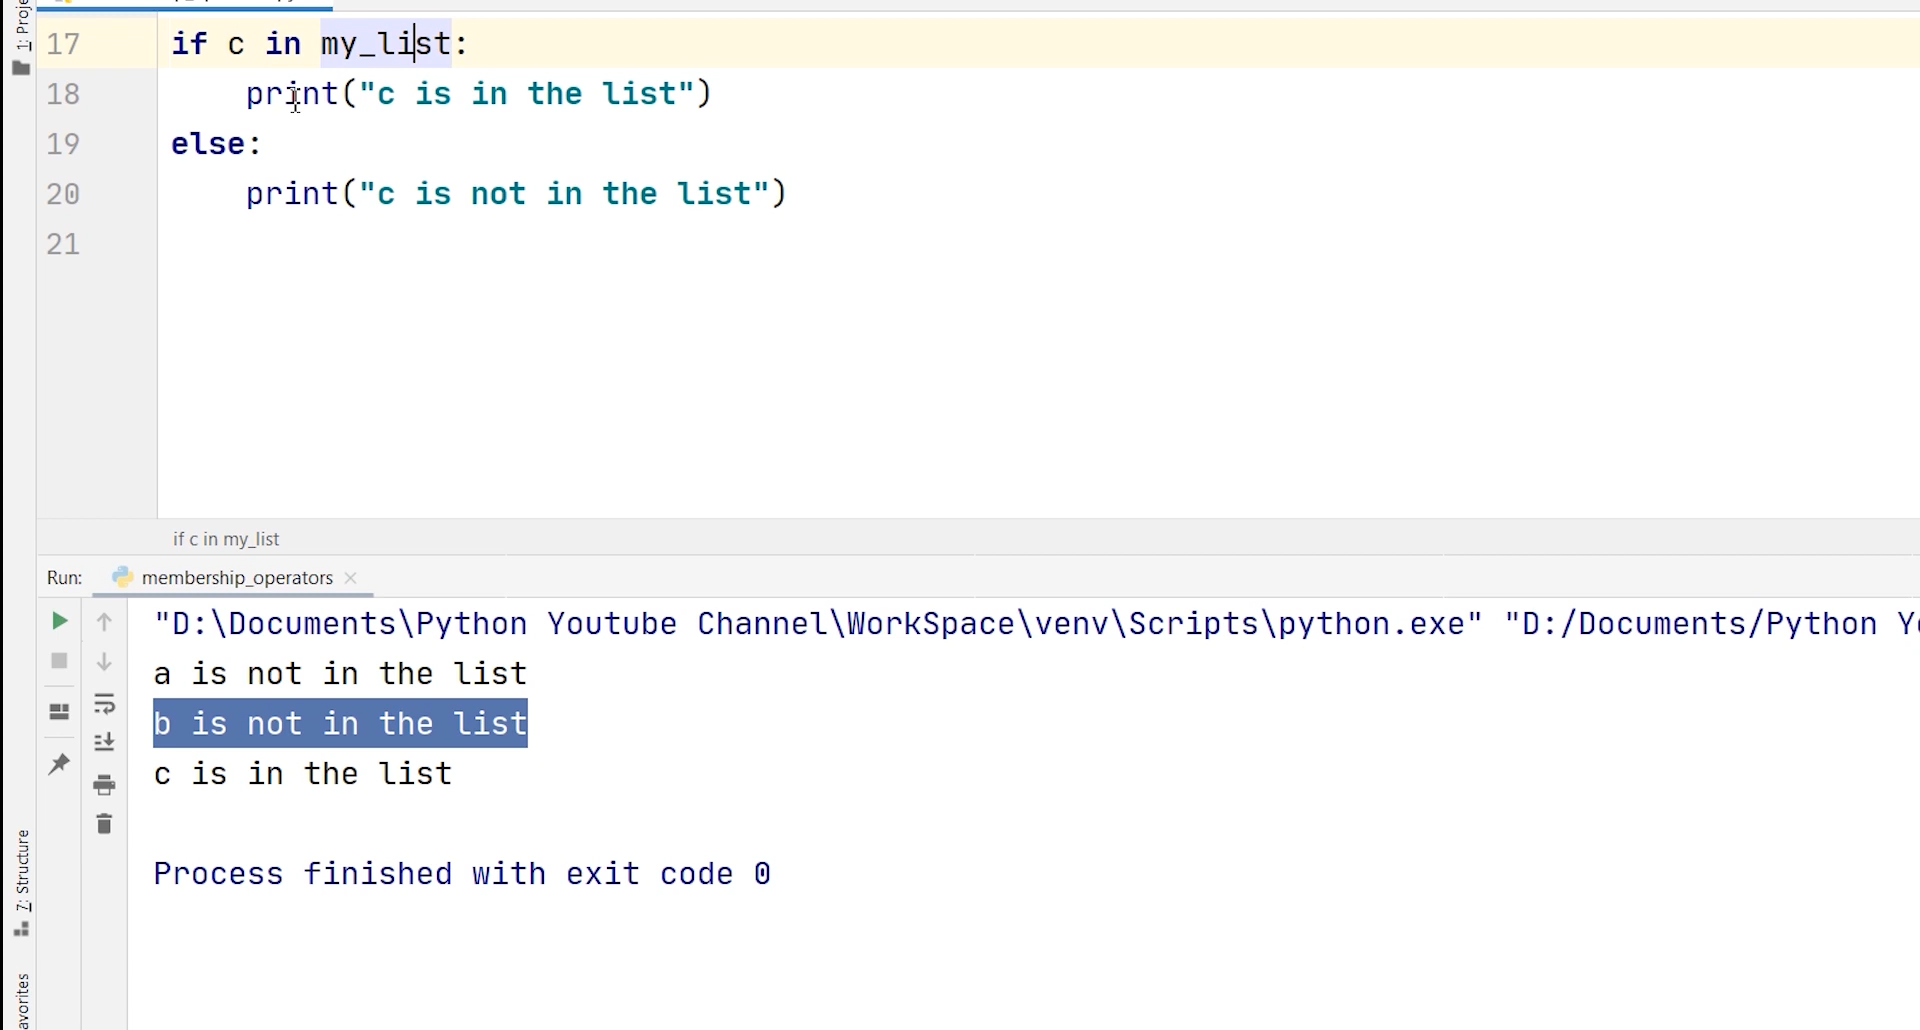 1: Proje
17 if c in my_list:
18 print("c is in the list")
19 else:
20 print("c is not in the list")
21
if c in my_list
Run: membership_operators
"D:\Documents\Python Youtube Channel\WorkSpace\venv\Scripts\python.exe" "D:/Documents/Python Yo
a is not in the list
b is not in the list
c is in the list
Process finished with exit code 0
7: Structure
avorites